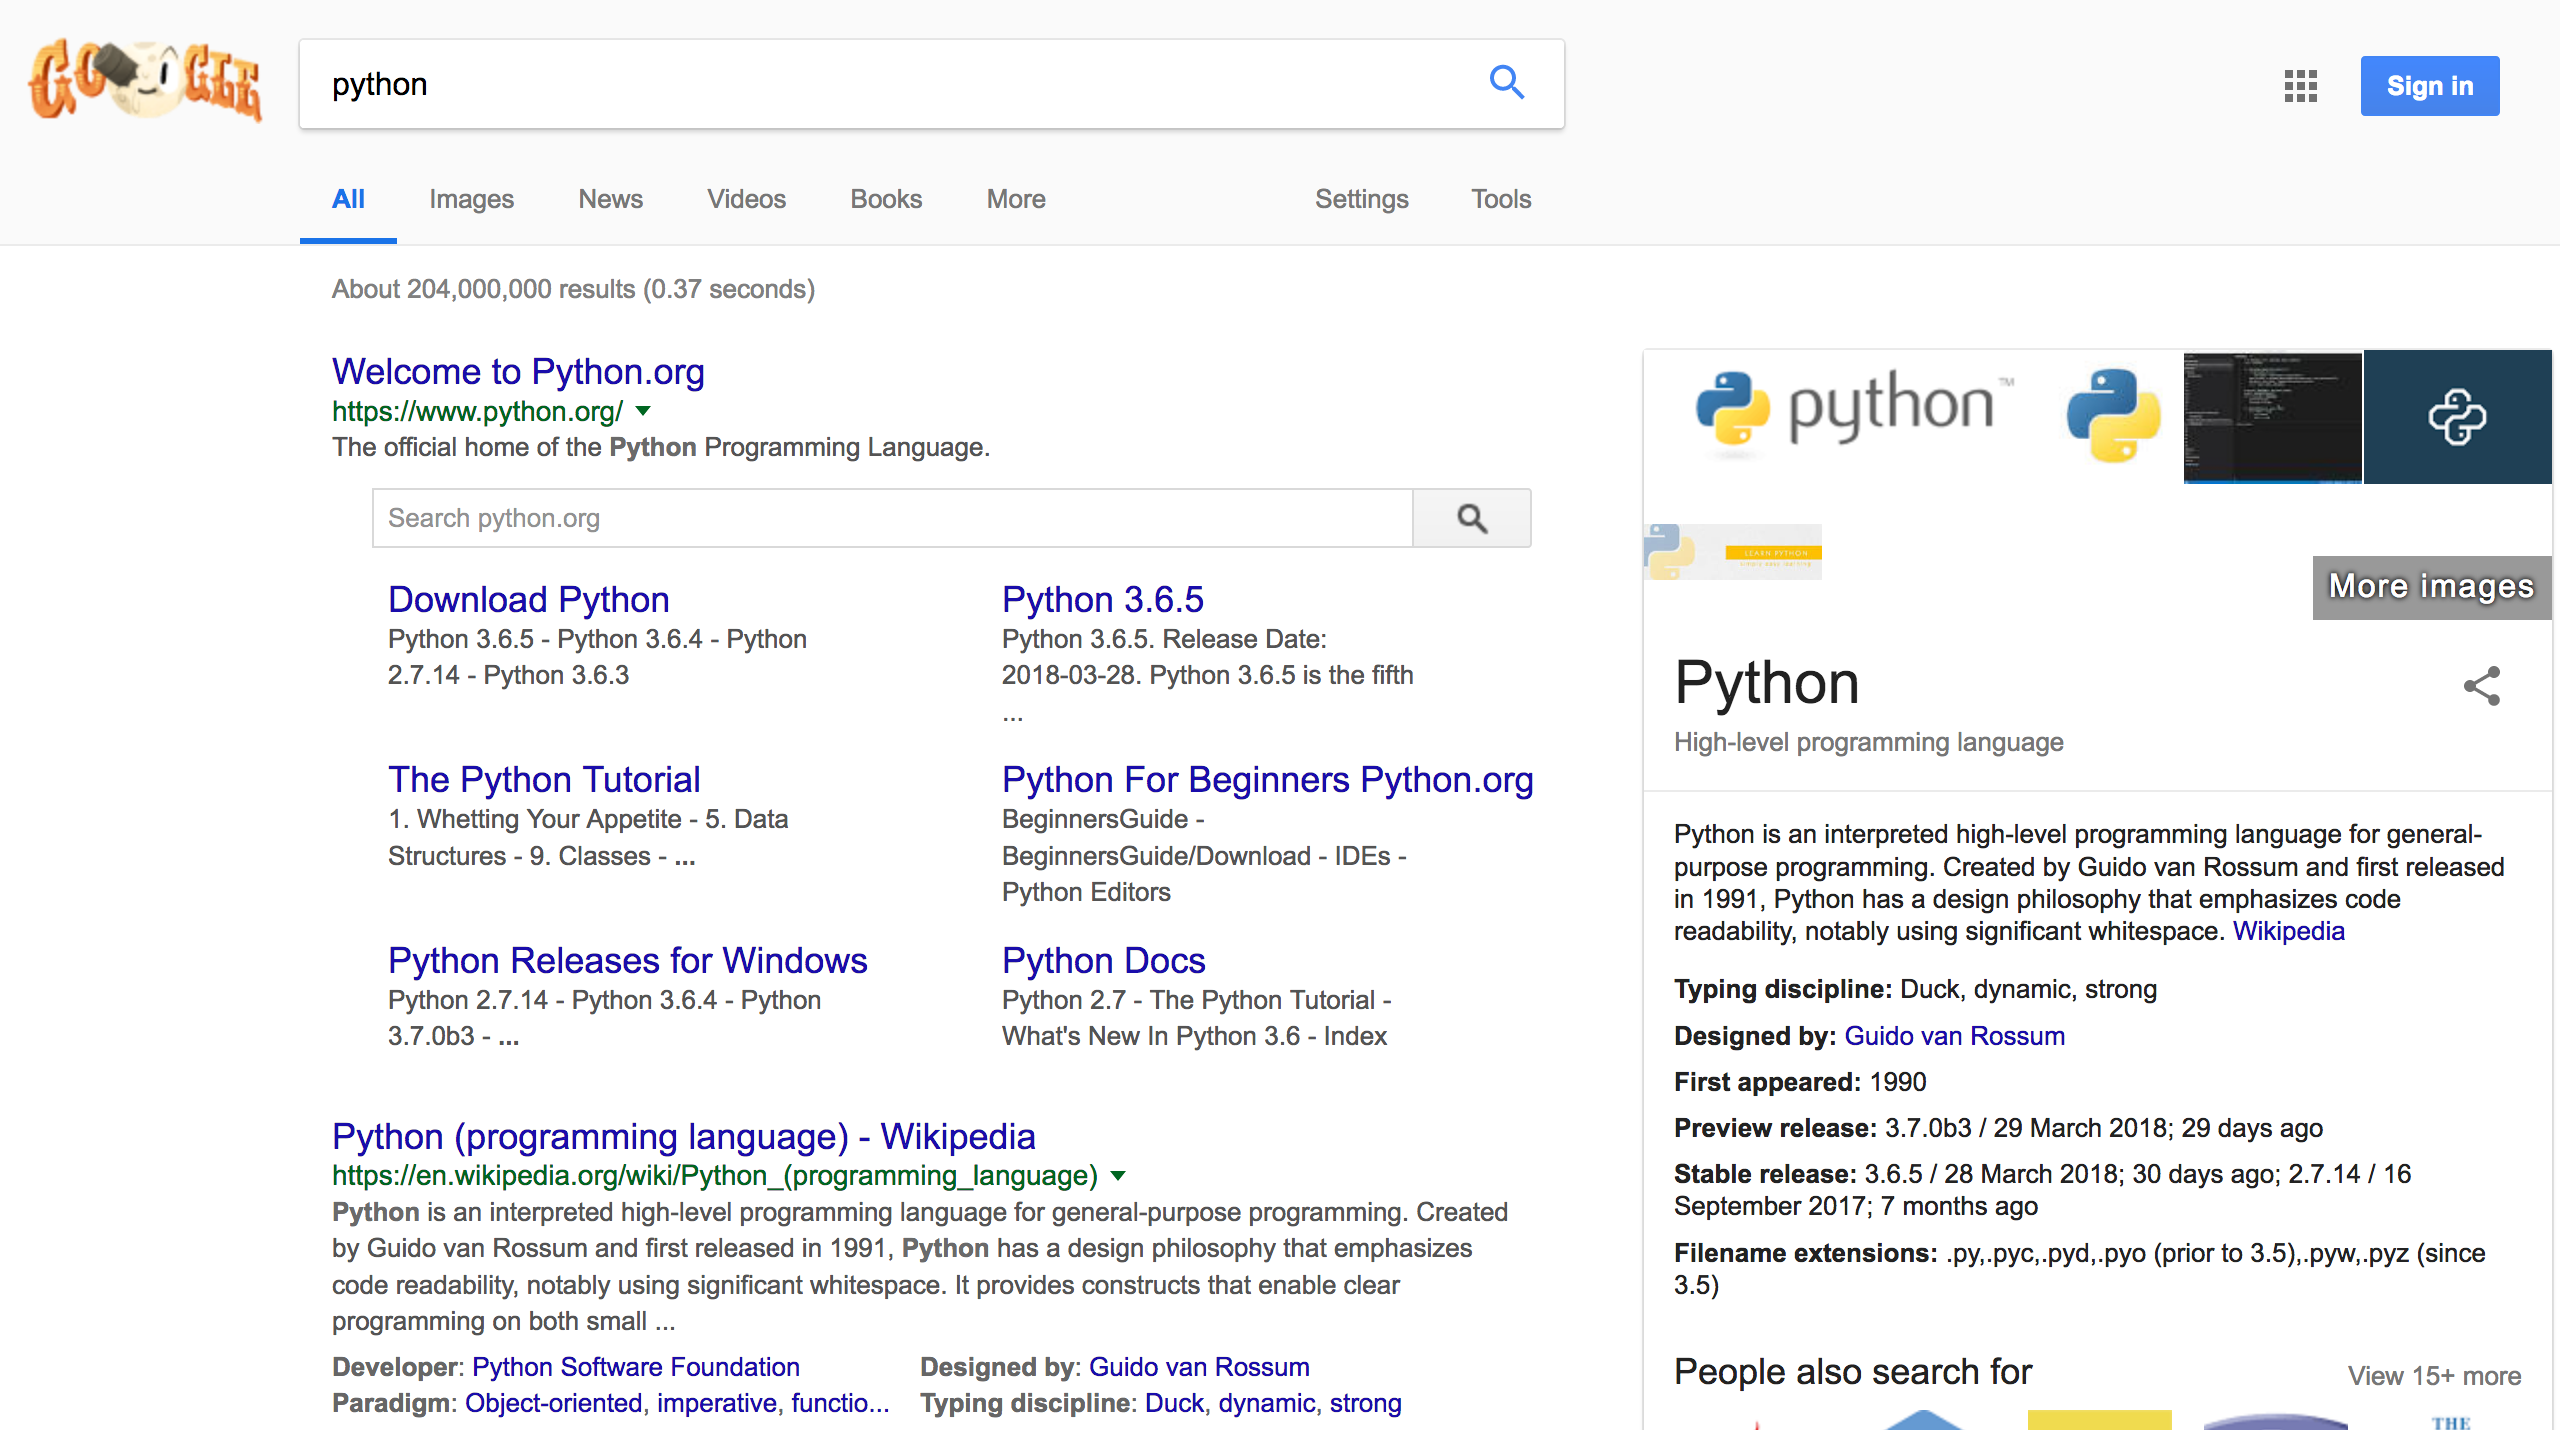 GOOGLE
python
Sign in
All Images News Videos Books More Settings Tools
About 204,000,000 results (0.37 seconds)
Welcome to Python.org
https://www.python.org/
The official home of the Python Programming Language.
Search python.org
Download Python
Python 3.6.5 - Python 3.6.4 - Python
2.7.14 - Python 3.6.3
Python 3.6.5
Python 3.6.5. Release Date:
2018-03-28. Python 3.6.5 is the fifth
...
The Python Tutorial
1. Whetting Your Appetite - 5. Data
Structures - 9. Classes - ...
Python For Beginners Python.org
BeginnersGuide -
BeginnersGuide/Download - IDEs -
Python Editors
Python Releases for Windows
Python 2.7.14 - Python 3.6.4 - Python
3.7.0b3 - ...
Python Docs
Python 2.7 - The Python Tutorial -
What's New In Python 3.6 - Index
Python (programming language) - Wikipedia
https://en.wikipedia.org/wiki/Python_(programming_language)
Python is an interpreted high-level programming language for general-purpose programming. Created
by Guido van Rossum and first released in 1991, Python has a design philosophy that emphasizes
code readability, notably using significant whitespace. It provides constructs that enable clear
programming on both small ...
Developer: Python Software Foundation
Designed by: Guido van Rossum
Paradigm: Object-oriented, imperative, functio...
Typing discipline: Duck, dynamic, strong
python™
LEARN PYTHON
More images
Python
High-level programming language
Python is an interpreted high-level programming language for general-
purpose programming. Created by Guido van Rossum and first released
in 1991, Python has a design philosophy that emphasizes code
readability, notably using significant whitespace. Wikipedia
Typing discipline: Duck, dynamic, strong
Designed by: Guido van Rossum
First appeared: 1990
Preview release: 3.7.0b3 / 29 March 2018; 29 days ago
Stable release: 3.6.5 / 28 March 2018; 30 days ago; 2.7.14 / 16
September 2017; 7 months ago
Filename extensions: .py,.pyc,.pyd,.pyo (prior to 3.5),.pyw,.pyz (since
3.5)
People also search for
View 15+ more
THE